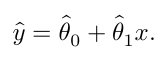 ŷ = θ̂₀ + θ̂₁x.